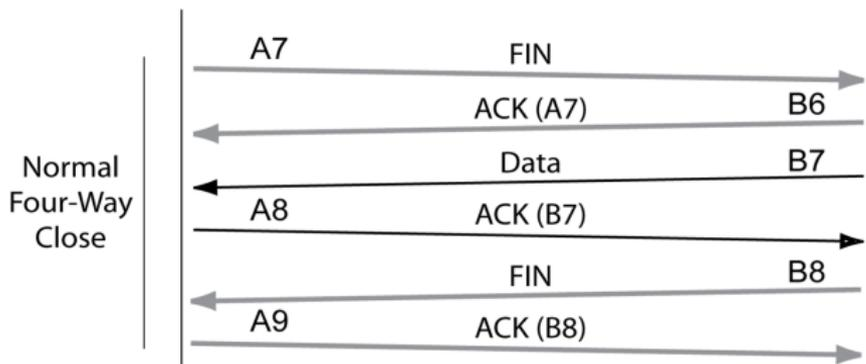 A7
FIN
ACK (A7)
B6
Data
B7
Normal
Four-Way
Close
A8
ACK (B7)
FIN
B8
A9
ACK (B8)